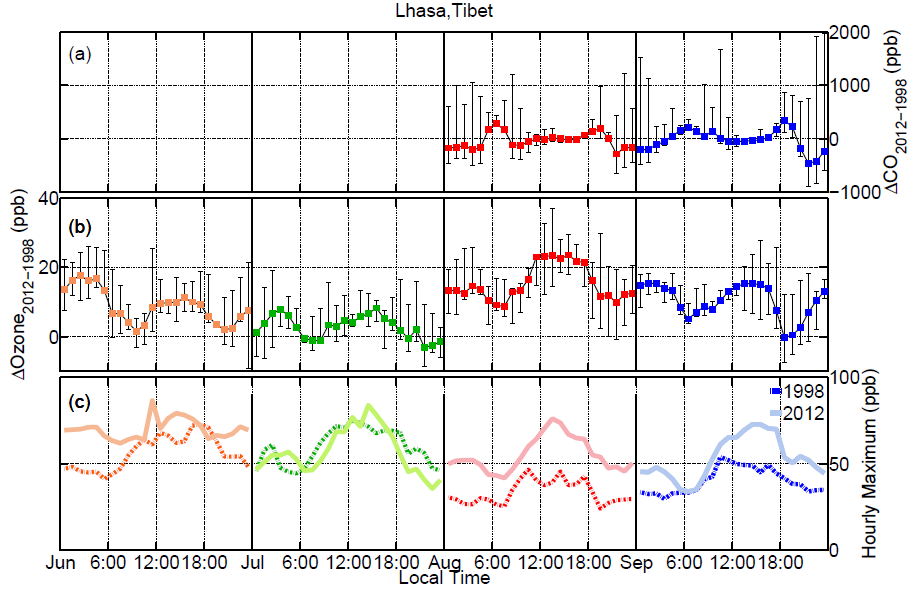 Lhasa,Tibet
(a)
2000
1000
0
−1000
ΔCO2012−1998 (ppb)
(b)
40
20
0
ΔOzone2012−1998 (ppb)
(c)
1998
2012
100
50
0
Hourly Maximum (ppb)
Jun 6:00 12:00 18:00 Jul 6:00 12:00 18:00 Aug 6:00 12:00 18:00 Sep 6:00 12:00 18:00
Local Time